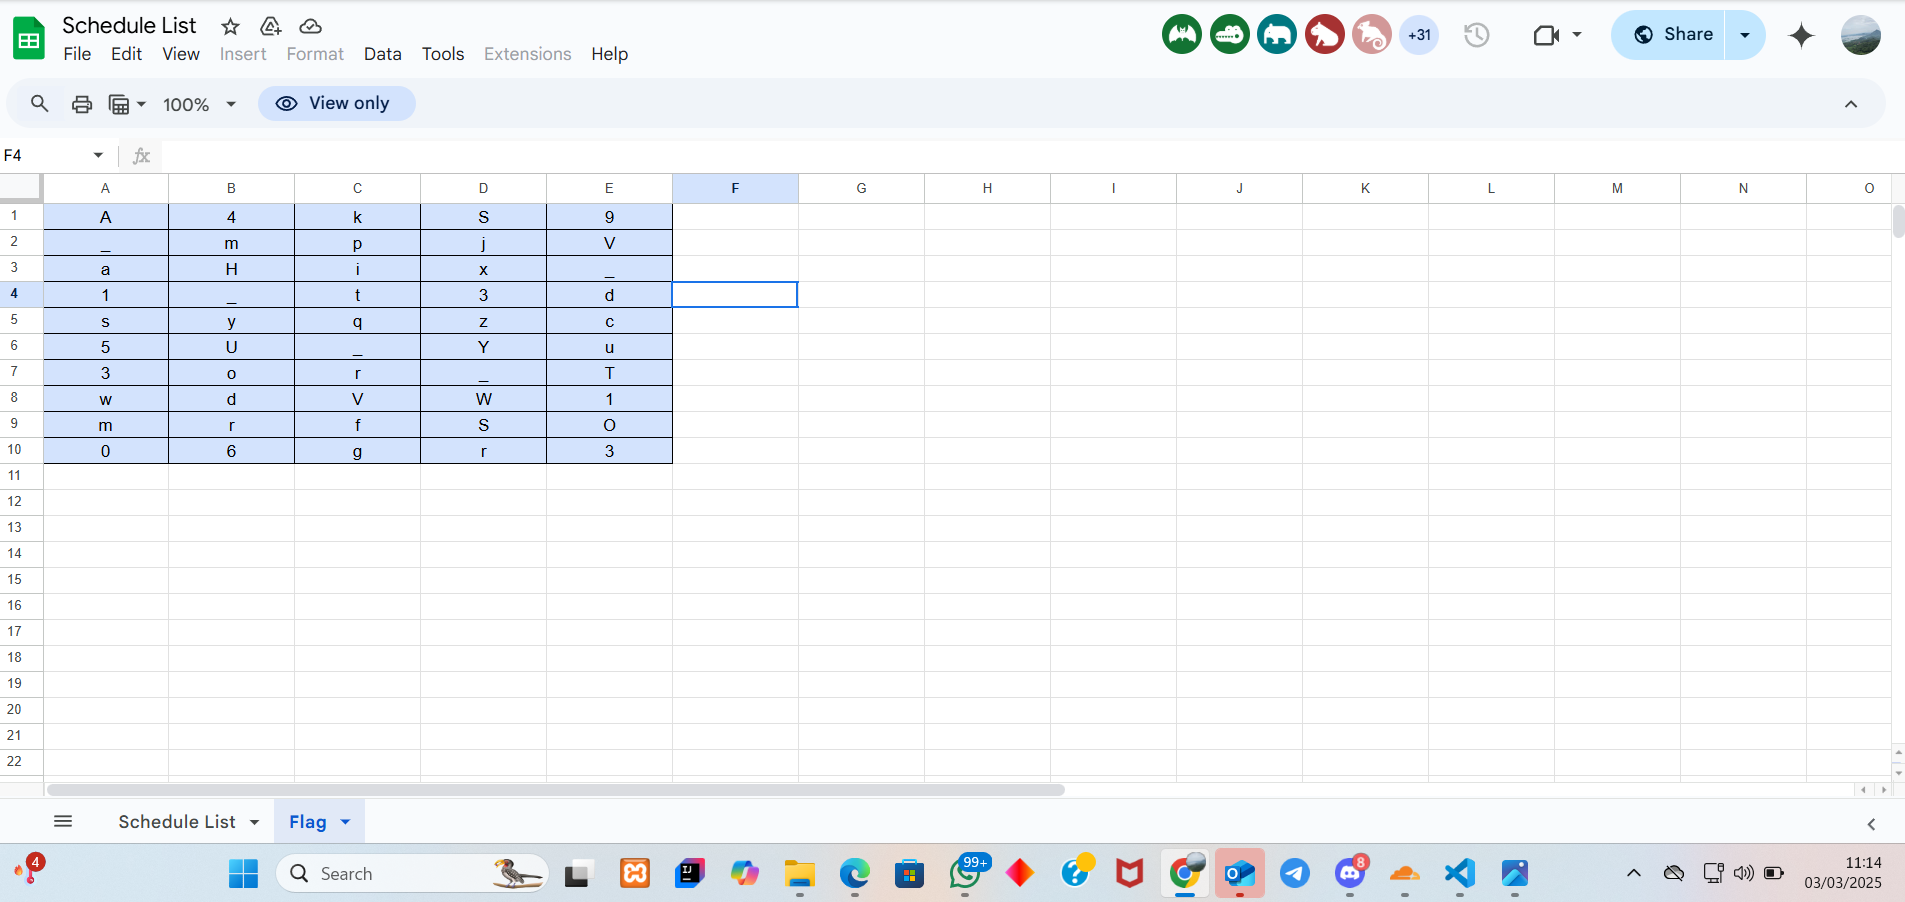 Schedule List
File Edit View Insert Format Data Tools Extensions Help
+31
Share
100%
View only
F4
fx
A B C D E F G H I J K L M N O
1 A 4 k S 9
2 _ m p j V
3 a H i x _
4 1 _ t 3 d
5 s y q z c
6 5 U _ Y u
7 3 o r _ T
8 w d V W 1
9 m r f S O
10 0 6 g r 3
11
12
13
14
15
16
17
18
19
20
21
22
Schedule List Flag
4
Search
IJ
99+
?
8
11:14
03/03/2025